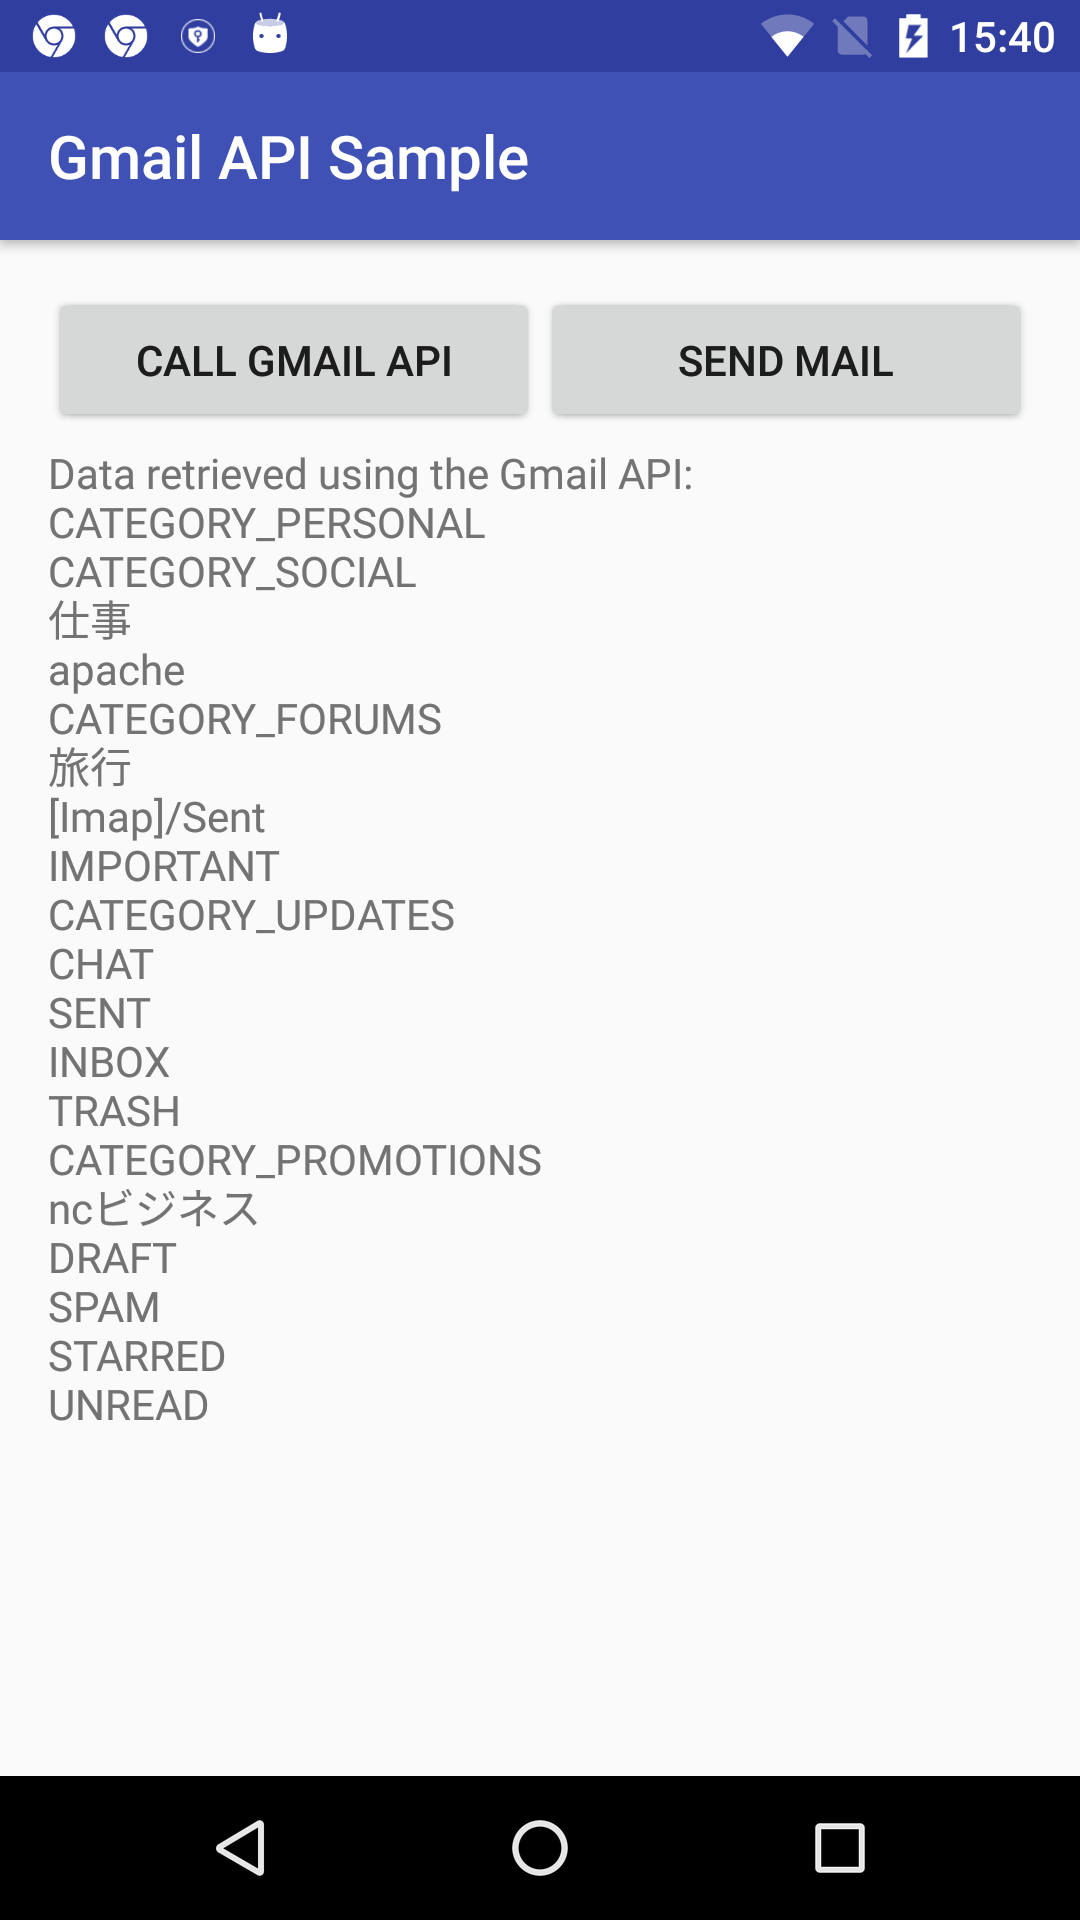 15:40
Gmail API Sample
CALL GMAIL API
SEND MAIL
Data retrieved using the Gmail API:
CATEGORY_PERSONAL
CATEGORY_SOCIAL
仕事
apache
CATEGORY_FORUMS
旅行
[Imap]/Sent
IMPORTANT
CATEGORY_UPDATES
CHAT
SENT
INBOX
TRASH
CATEGORY_PROMOTIONS
ncビジネス
DRAFT
SPAM
STARRED
UNREAD